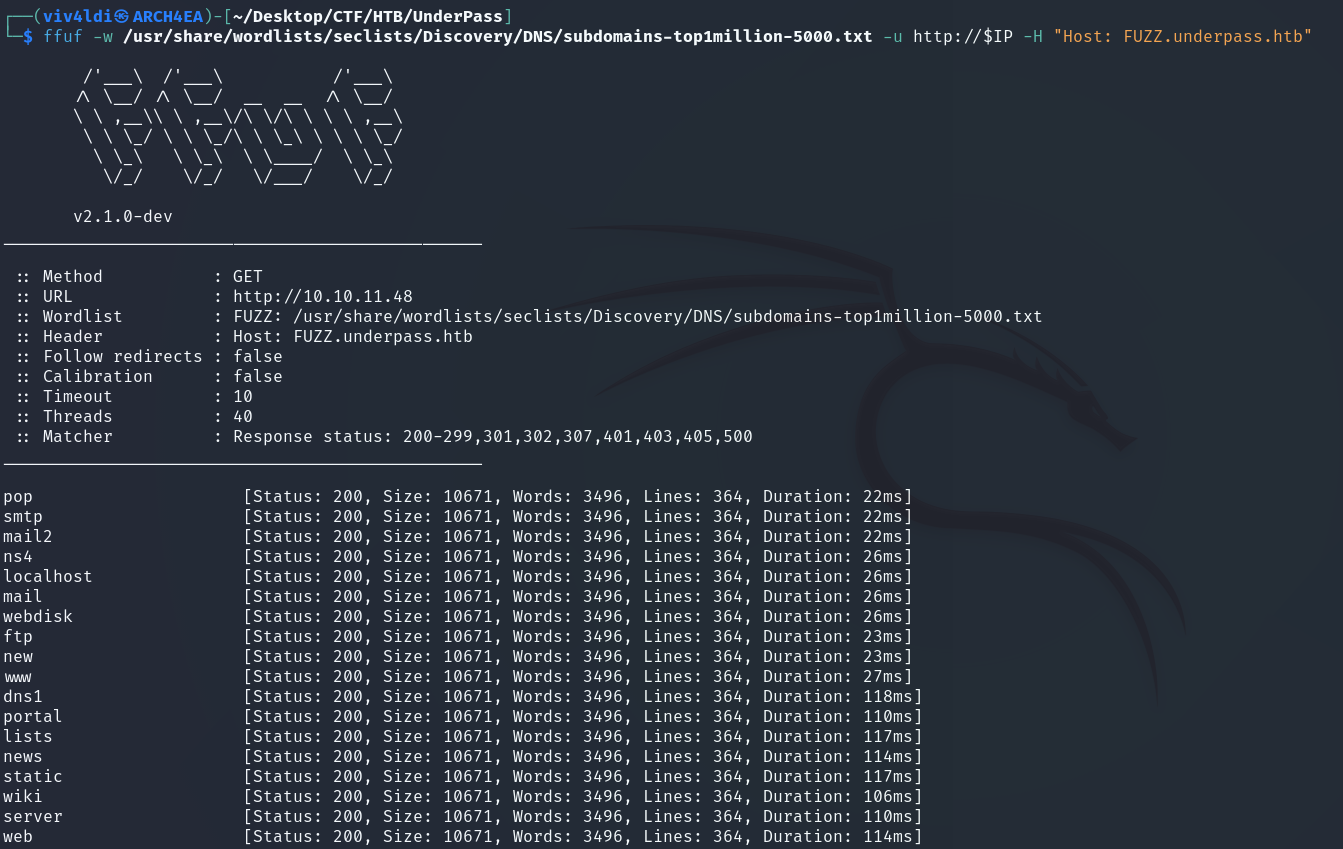 ┌──(viv4ldi㉿ARCH4EA)-[~/Desktop/CTF/HTB/UnderPass]
└─$ ffuf -w /usr/share/wordlists/seclists/Discovery/DNS/subdomains-top1million-5000.txt -u http://$IP -H "Host: FUZZ.underpass.htb"
        /'___\  /'___\           /'___\
       /\ \__/ /\ \__/  __  __  /\ \__/
       \ \ ,__\\ \ ,__\/\ \/\ \ \ \ ,__\
        \ \ \_/ \ \ \_/\ \ \_\ \ \ \ \_/
         \ \_\   \ \_\  \ \____/  \ \_\
          \/_/    \/_/   \/___/    \/_/
       v2.1.0-dev
________________________________________________
 :: Method           : GET
 :: URL              : http://10.10.11.48
 :: Wordlist         : FUZZ: /usr/share/wordlists/seclists/Discovery/DNS/subdomains-top1million-5000.txt
 :: Header           : Host: FUZZ.underpass.htb
 :: Follow redirects : false
 :: Calibration      : false
 :: Timeout          : 10
 :: Threads          : 40
 :: Matcher          : Response status: 200-299,301,302,307,401,403,405,500
________________________________________________
pop                     [Status: 200, Size: 10671, Words: 3496, Lines: 364, Duration: 22ms]
smtp                    [Status: 200, Size: 10671, Words: 3496, Lines: 364, Duration: 22ms]
mail2                   [Status: 200, Size: 10671, Words: 3496, Lines: 364, Duration: 22ms]
ns4                     [Status: 200, Size: 10671, Words: 3496, Lines: 364, Duration: 26ms]
localhost               [Status: 200, Size: 10671, Words: 3496, Lines: 364, Duration: 26ms]
mail                    [Status: 200, Size: 10671, Words: 3496, Lines: 364, Duration: 26ms]
webdisk                 [Status: 200, Size: 10671, Words: 3496, Lines: 364, Duration: 26ms]
ftp                     [Status: 200, Size: 10671, Words: 3496, Lines: 364, Duration: 23ms]
new                     [Status: 200, Size: 10671, Words: 3496, Lines: 364, Duration: 23ms]
www                     [Status: 200, Size: 10671, Words: 3496, Lines: 364, Duration: 27ms]
dns1                    [Status: 200, Size: 10671, Words: 3496, Lines: 364, Duration: 118ms]
portal                  [Status: 200, Size: 10671, Words: 3496, Lines: 364, Duration: 110ms]
lists                   [Status: 200, Size: 10671, Words: 3496, Lines: 364, Duration: 117ms]
news                    [Status: 200, Size: 10671, Words: 3496, Lines: 364, Duration: 114ms]
static                  [Status: 200, Size: 10671, Words: 3496, Lines: 364, Duration: 117ms]
wiki                    [Status: 200, Size: 10671, Words: 3496, Lines: 364, Duration: 106ms]
server                  [Status: 200, Size: 10671, Words: 3496, Lines: 364, Duration: 110ms]
web                     [Status: 200, Size: 10671, Words: 3496, Lines: 364, Duration: 114ms]